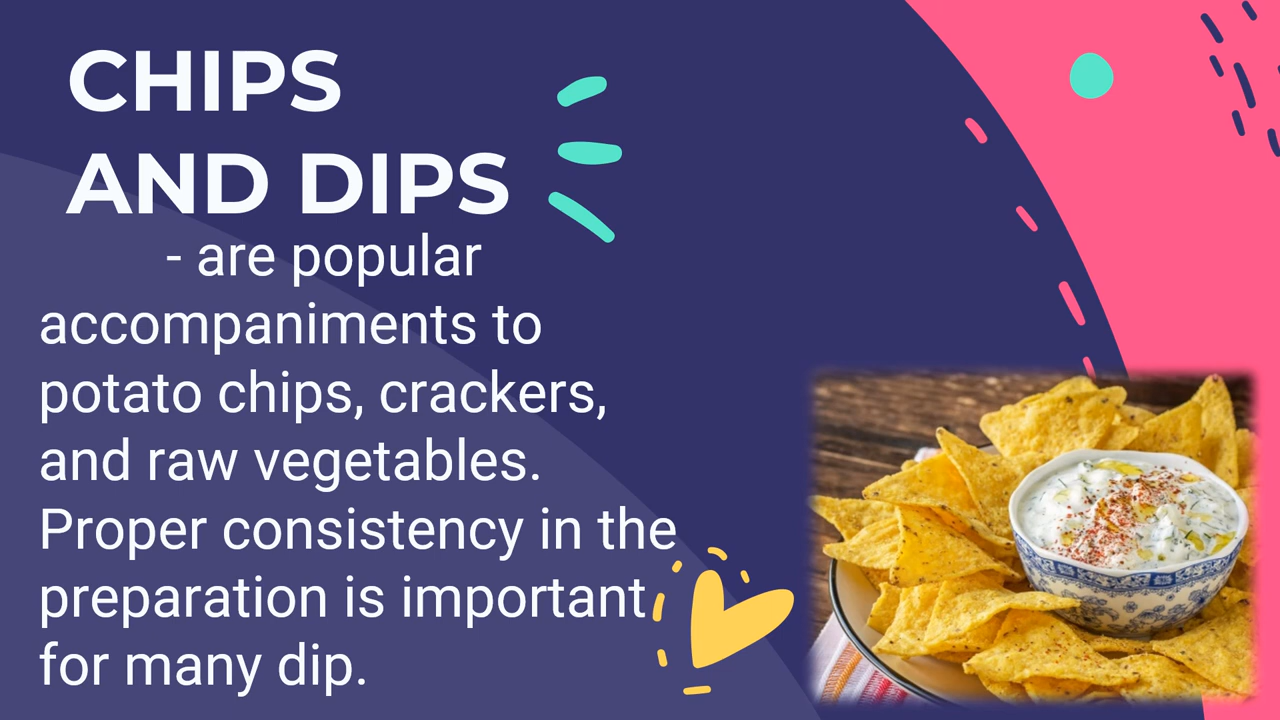 CHIPS
AND DIPS
- are popular
accompaniments to
potato chips, crackers,
and raw vegetables.
Proper consistency in the
preparation is important
for many dip.